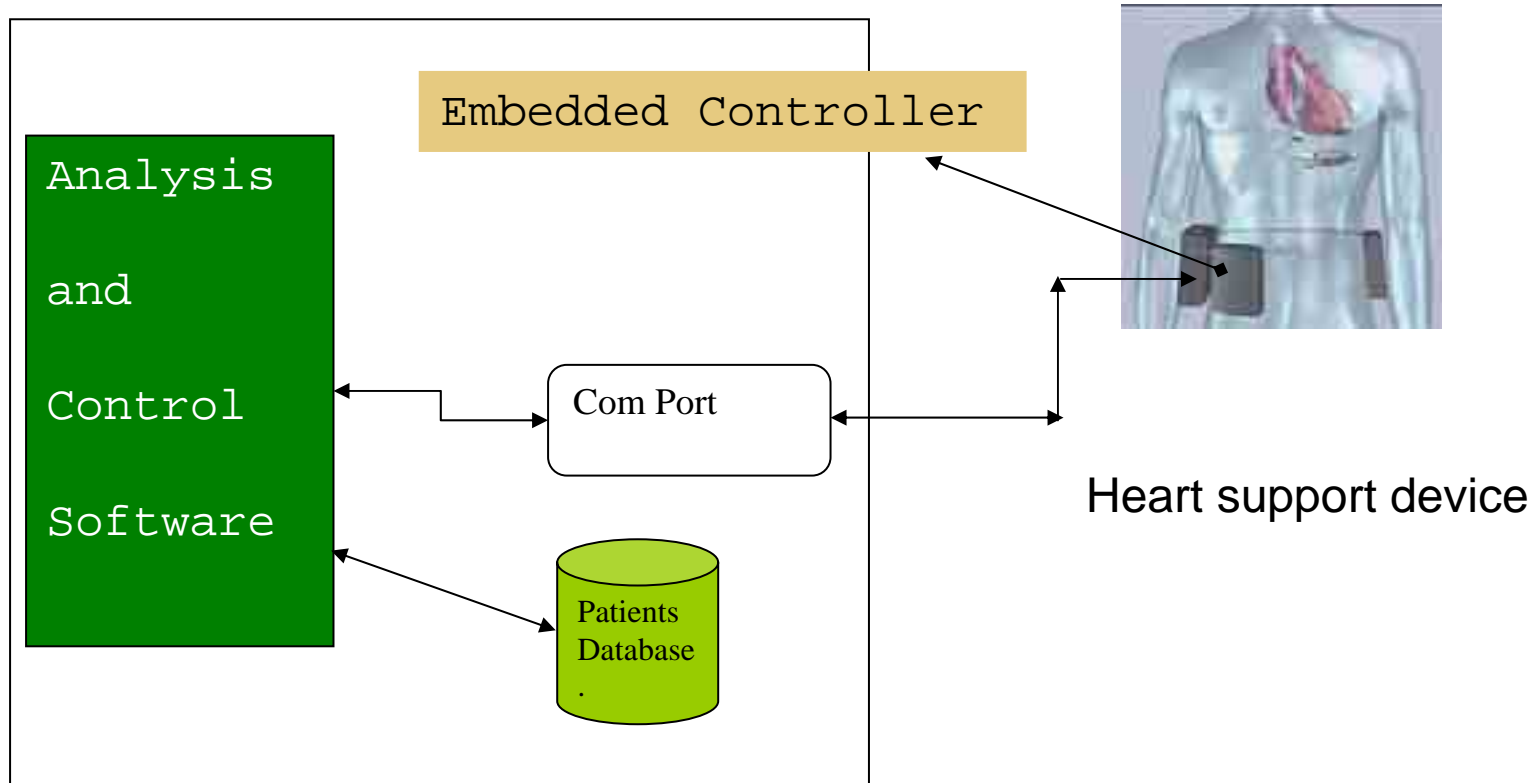 Embedded Controller
Analysis
and
Control
Software
Com Port
Heart support device
Patients
Database
.